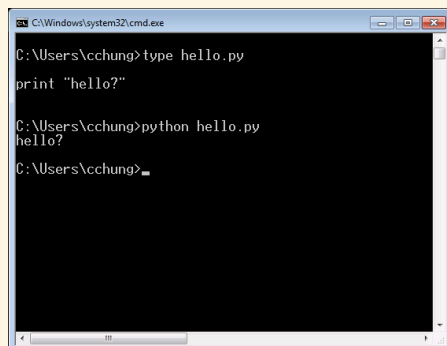 C:\Windows\system32\cmd.exe
C:\Users\cchung>type hello.py
print "hello?"
C:\Users\cchung>python hello.py
hello?
C:\Users\cchung>